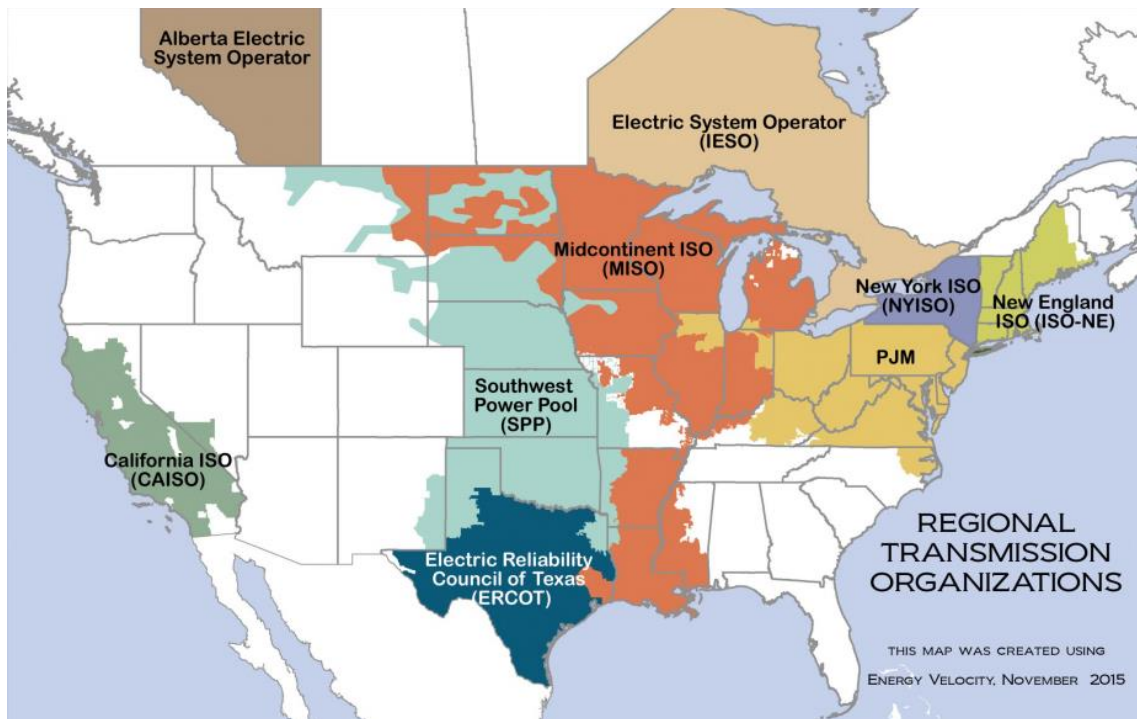 Alberta Electric
System Operator
Electric System Operator
(IESO)
Midcontinent ISO
(MISO)
New York ISO
(NYISO)
New England
ISO (ISO-NE)
PJM
Southwest
Power Pool
(SPP)
California ISO
(CAISO)
Electric Reliability
Council of Texas
(ERCOT)
REGIONAL
TRANSMISSION
ORGANIZATIONS
THIS MAP WAS CREATED USING
ENERGY VELOCITY, NOVEMBER 2015